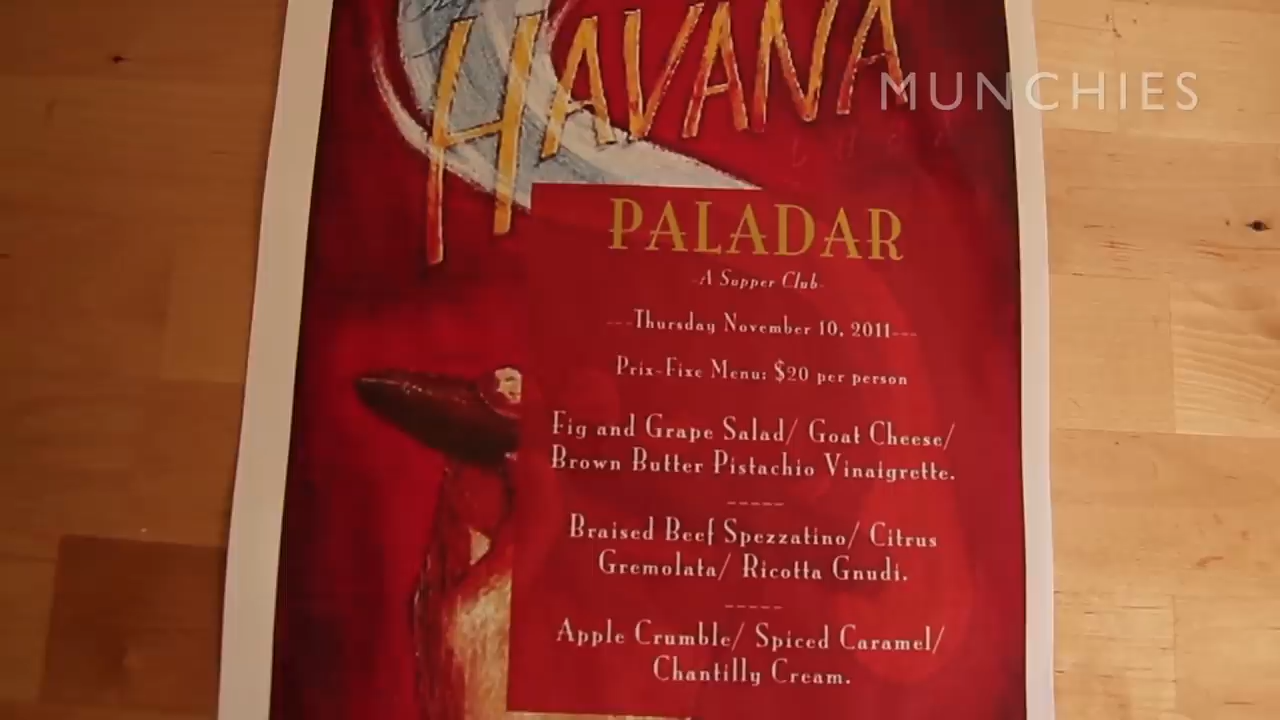 HAVANA
MUNCHIES
PALADAR
-A Supper Club-
---Thursday November 10, 2011---
Prix-Fixe Menu: $20 per person
Fig and Grape Salad/ Goat Cheese/
Brown Butter Pistachio Vinaigrette.
-----
Braised Beef Spezzatino/ Citrus
Gremolata/ Ricotta Gnudi.
-----
Apple Crumble/ Spiced Caramel/
Chantilly Cream.